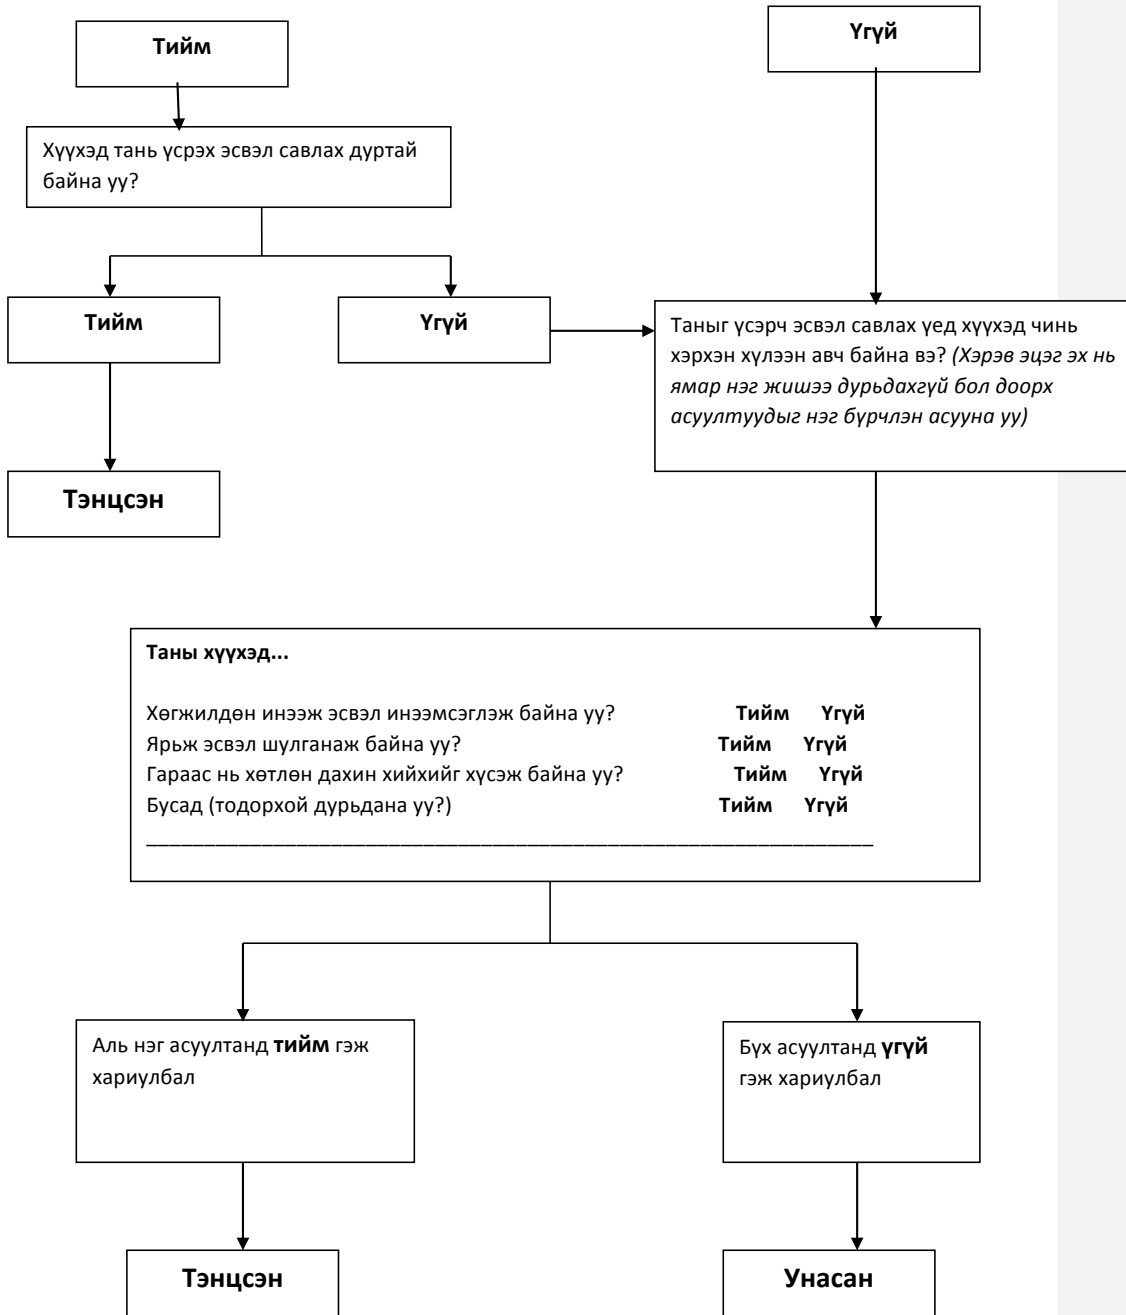 Тийм
Үгүй
Хүүхэд тань үсрэх эсвэл савлах дуртай
байна уу?
Тийм
Үгүй
Таныг үсэрч эсвэл савлах үед хүүхэд чинь
хэрхэн хүлээн авч байна вэ? (Хэрэв эцэг эх нь
ямар нэг жишээ дурьдахгүй бол доорх
асуултуудыг нэг бүрчлэн асууна уу)
Тэнцсэн
Таны хүүхэд...
Хөгжилдөн инээж эсвэл инээмсэглэж байна уу? Тийм Үгүй
Ярьж эсвэл шулганаж байна уу? Тийм Үгүй
Гараас нь хөтлөн дахин хийхийг хүсэж байна уу? Тийм Үгүй
Бусад (тодорхой дурьдана уу?) Тийм Үгүй
Аль нэг асуултанд тийм гэж
хариулбал
Бүх асуултанд үгүй
гэж хариулбал
Тэнцсэн
Унасан